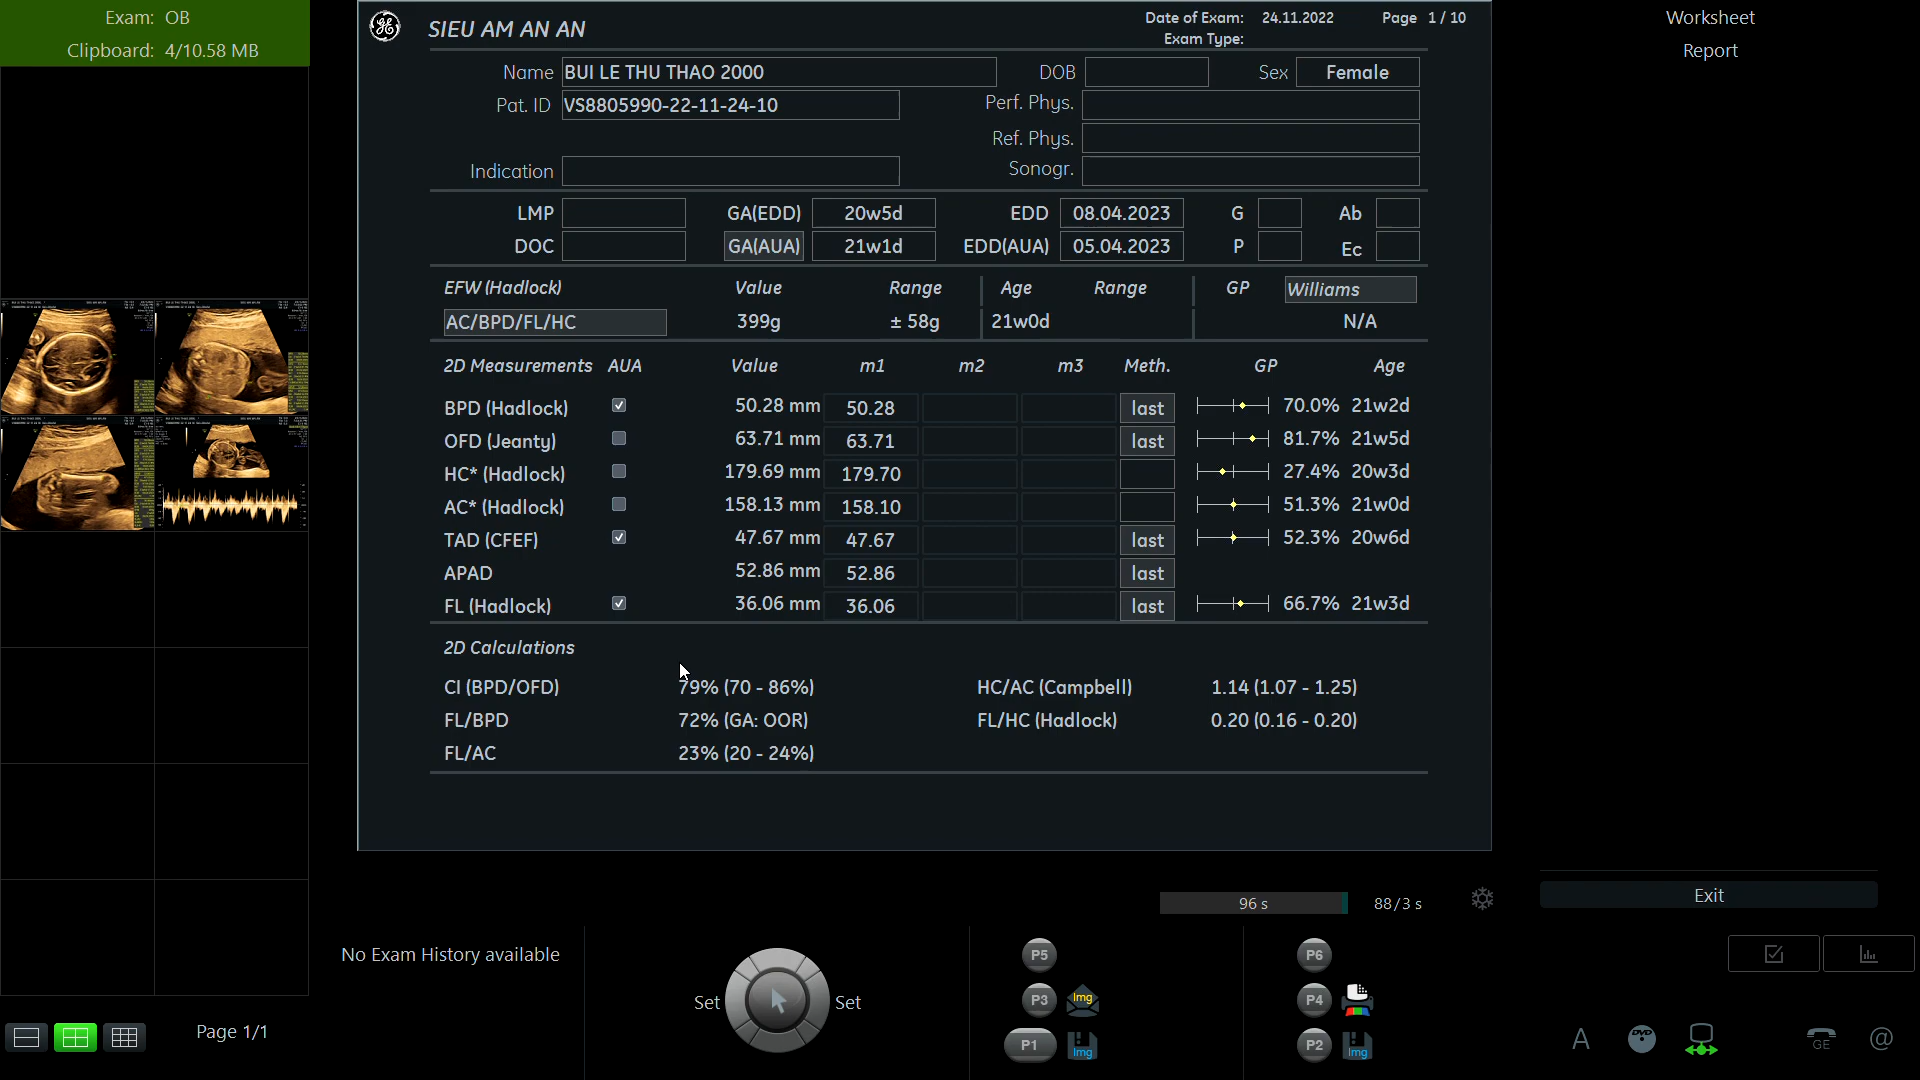 Exam: OB
Clipboard: 4/10.58 MB
SIEU AM AN AN
Date of Exam: 24.11.2022 Page 1 / 10
Exam Type:
Worksheet
Report
Name BUI LE THU THAO 2000 DOB Sex Female
Pat. ID VS8805990-22-11-24-10 Perf. Phys.
Ref. Phys.
Indication Sonogr.
LMP GA(EDD) 20w5d EDD 08.04.2023 G Ab
DOC GA(AUA) 21w1d EDD(AUA) 05.04.2023 P Ec
EFW (Hadlock) Value Range Age Range GP Williams
AC/BPD/FL/HC 399g ± 58g 21w0d N/A
2D Measurements AUA Value m1 m2 m3 Meth. GP Age
BPD (Hadlock) 50.28 mm 50.28 last 70.0% 21w2d
OFD (Jeanty) 63.71 mm 63.71 last 81.7% 21w5d
HC* (Hadlock) 179.69 mm 179.70 27.4% 20w3d
AC* (Hadlock) 158.13 mm 158.10 51.3% 21w0d
TAD (CFEF) 47.67 mm 47.67 last 52.3% 20w6d
APAD 52.86 mm 52.86 last
FL (Hadlock) 36.06 mm 36.06 last 66.7% 21w3d
2D Calculations
CI (BPD/OFD) 79% (70 - 86%) HC/AC (Campbell) 1.14 (1.07 - 1.25)
FL/BPD 72% (GA: OOR) FL/HC (Hadlock) 0.20 (0.16 - 0.20)
FL/AC 23% (20 - 24%)
96 s 88/3 s
Exit
No Exam History available
Set Set
P5 P6
P3 Img P4
P1 Img P2 Img
Page 1/1
A DVD GE @